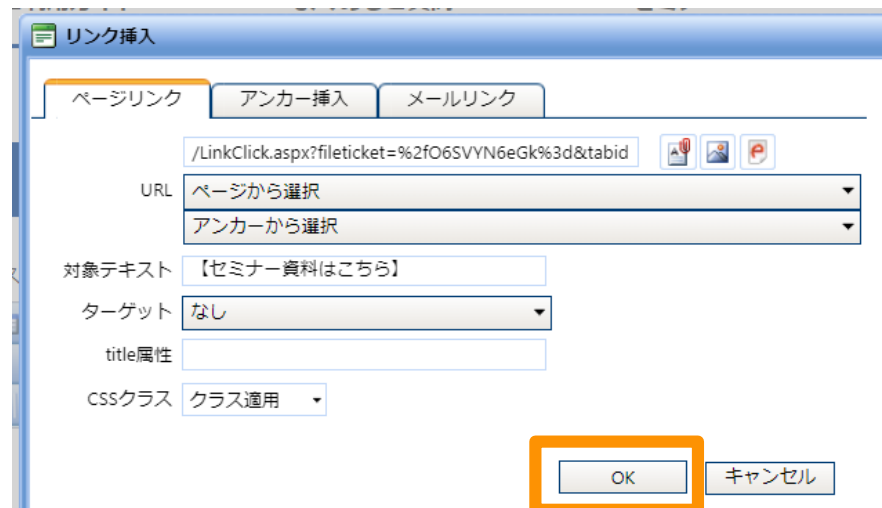 リンク挿入
ページリンク アンカー挿入 メールリンク
/LinkClick.aspx?fileticket=%2fO6SVYN6eGk%3d&tabid
URL ページから選択
アンカーから選択
対象テキスト 【セミナー資料はこちら】
ターゲット なし
title属性
CSSクラス クラス適用
OK キャンセル